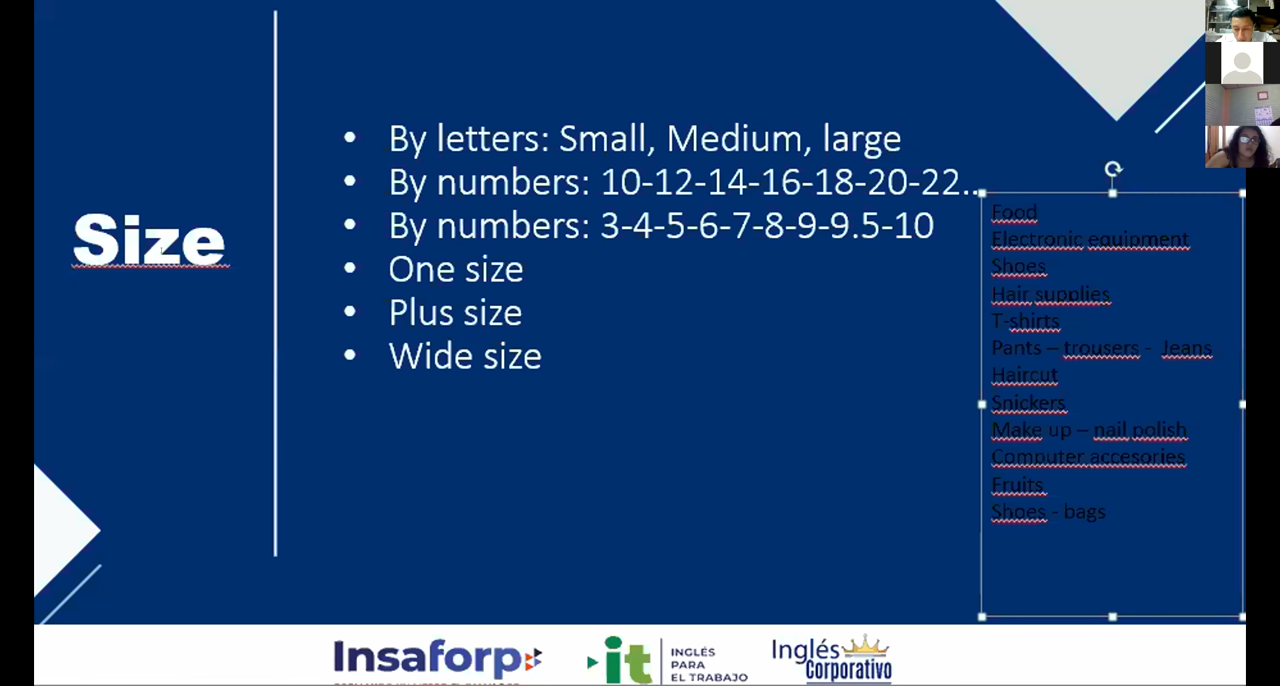 Size
• By letters: Small, Medium, large
• By numbers: 10-12-14-16-18-20-22..
• By numbers: 3-4-5-6-7-8-9-9.5-10
• One size
• Plus size
• Wide size
Food
Electronic equipment
Shoes
Hair supplies
T-shirts
Pants – trousers - Jeans
Haircut
Snickers
Make up – nail polish
Computer accesories
Fruits
Shoes - bags
Insaforp
it
INGLÉS
PARA
EL TRABAJO
Inglés
Corporativo